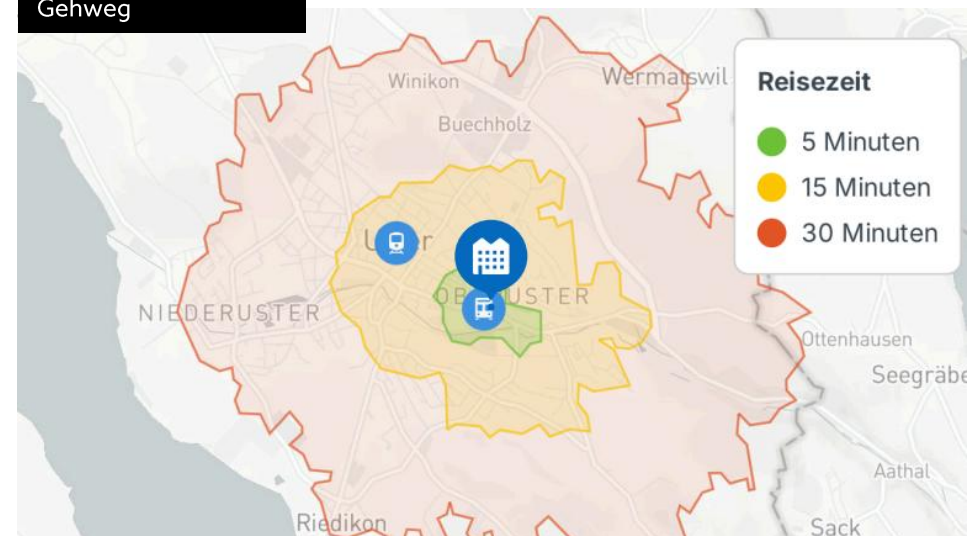 Gehweg
Winikon
Wermatswil
Buechholz
Reisezeit
5 Minuten
15 Minuten
30 Minuten
NIEDERUSTER
Ottenhausen
Seegräbe
Aathal
Riedikon
Sack